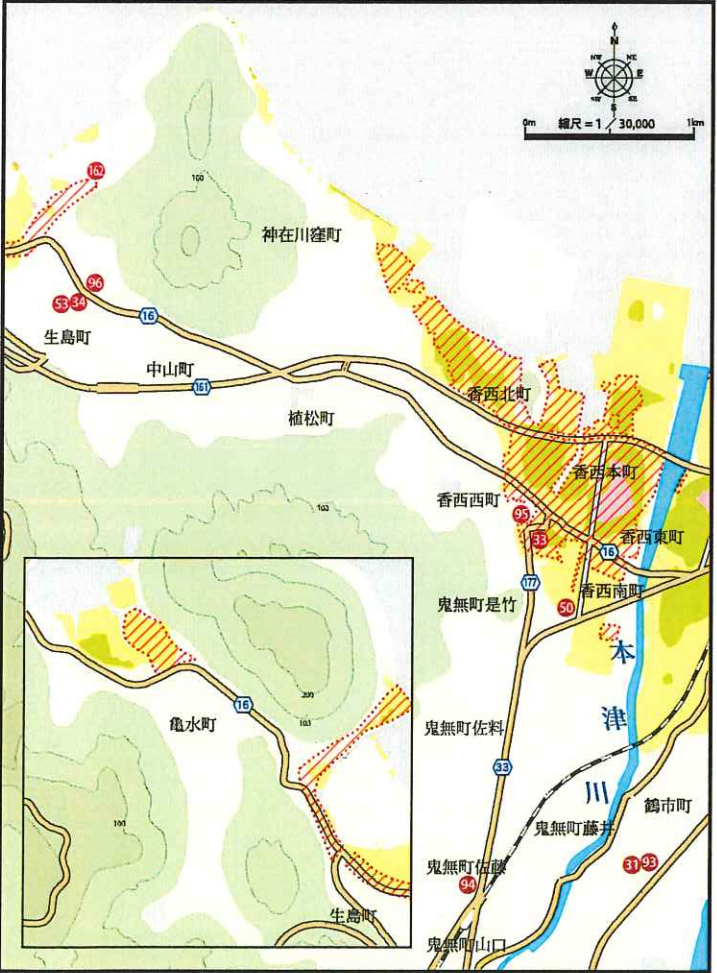 N
NW
NE
W
E
SW
SE
S
0m
縮尺=1/30,000
1km
162
100
神在川窪町
96
53
34
16
生島町
中山町
161
植松町
香西北町
香西本町
100
香西西町
95
33
香西東町
16
177
香西南町
鬼無町是竹
50
本津川
鬼無町佐料
33
鶴市町
鬼無町藤井
31
93
鬼無町佐藤
94
鬼無町山口
200
100
16
亀水町
100
生島町